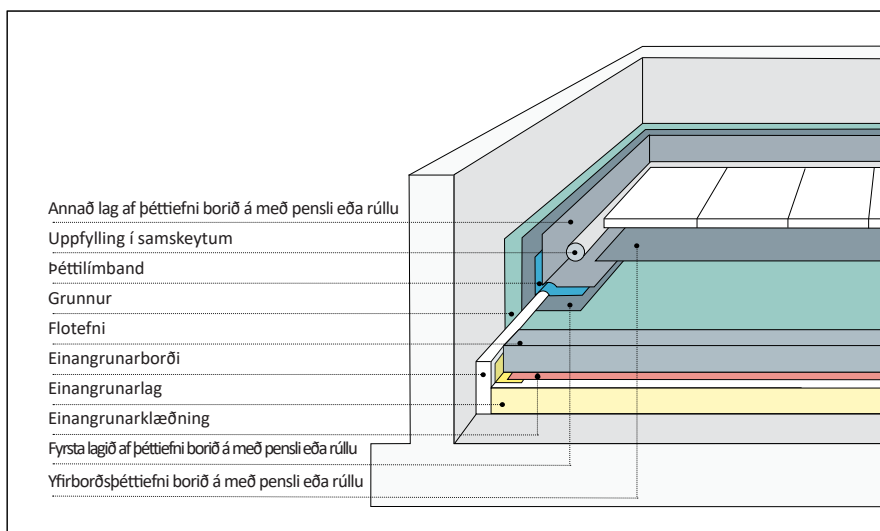 Annað lag af þéttiefni borið á með pensli eða rúllu
Uppfylling í samskeytum
Þéttilímband
Grunnur
Flotefni
Einangrunarborði
Einangrunarlag
Einangrunarklæðning
Fyrsta lagið af þéttiefni borið á með pensli eða rúllu
Yfirborðsþéttiefni borið á með pensli eða rúllu